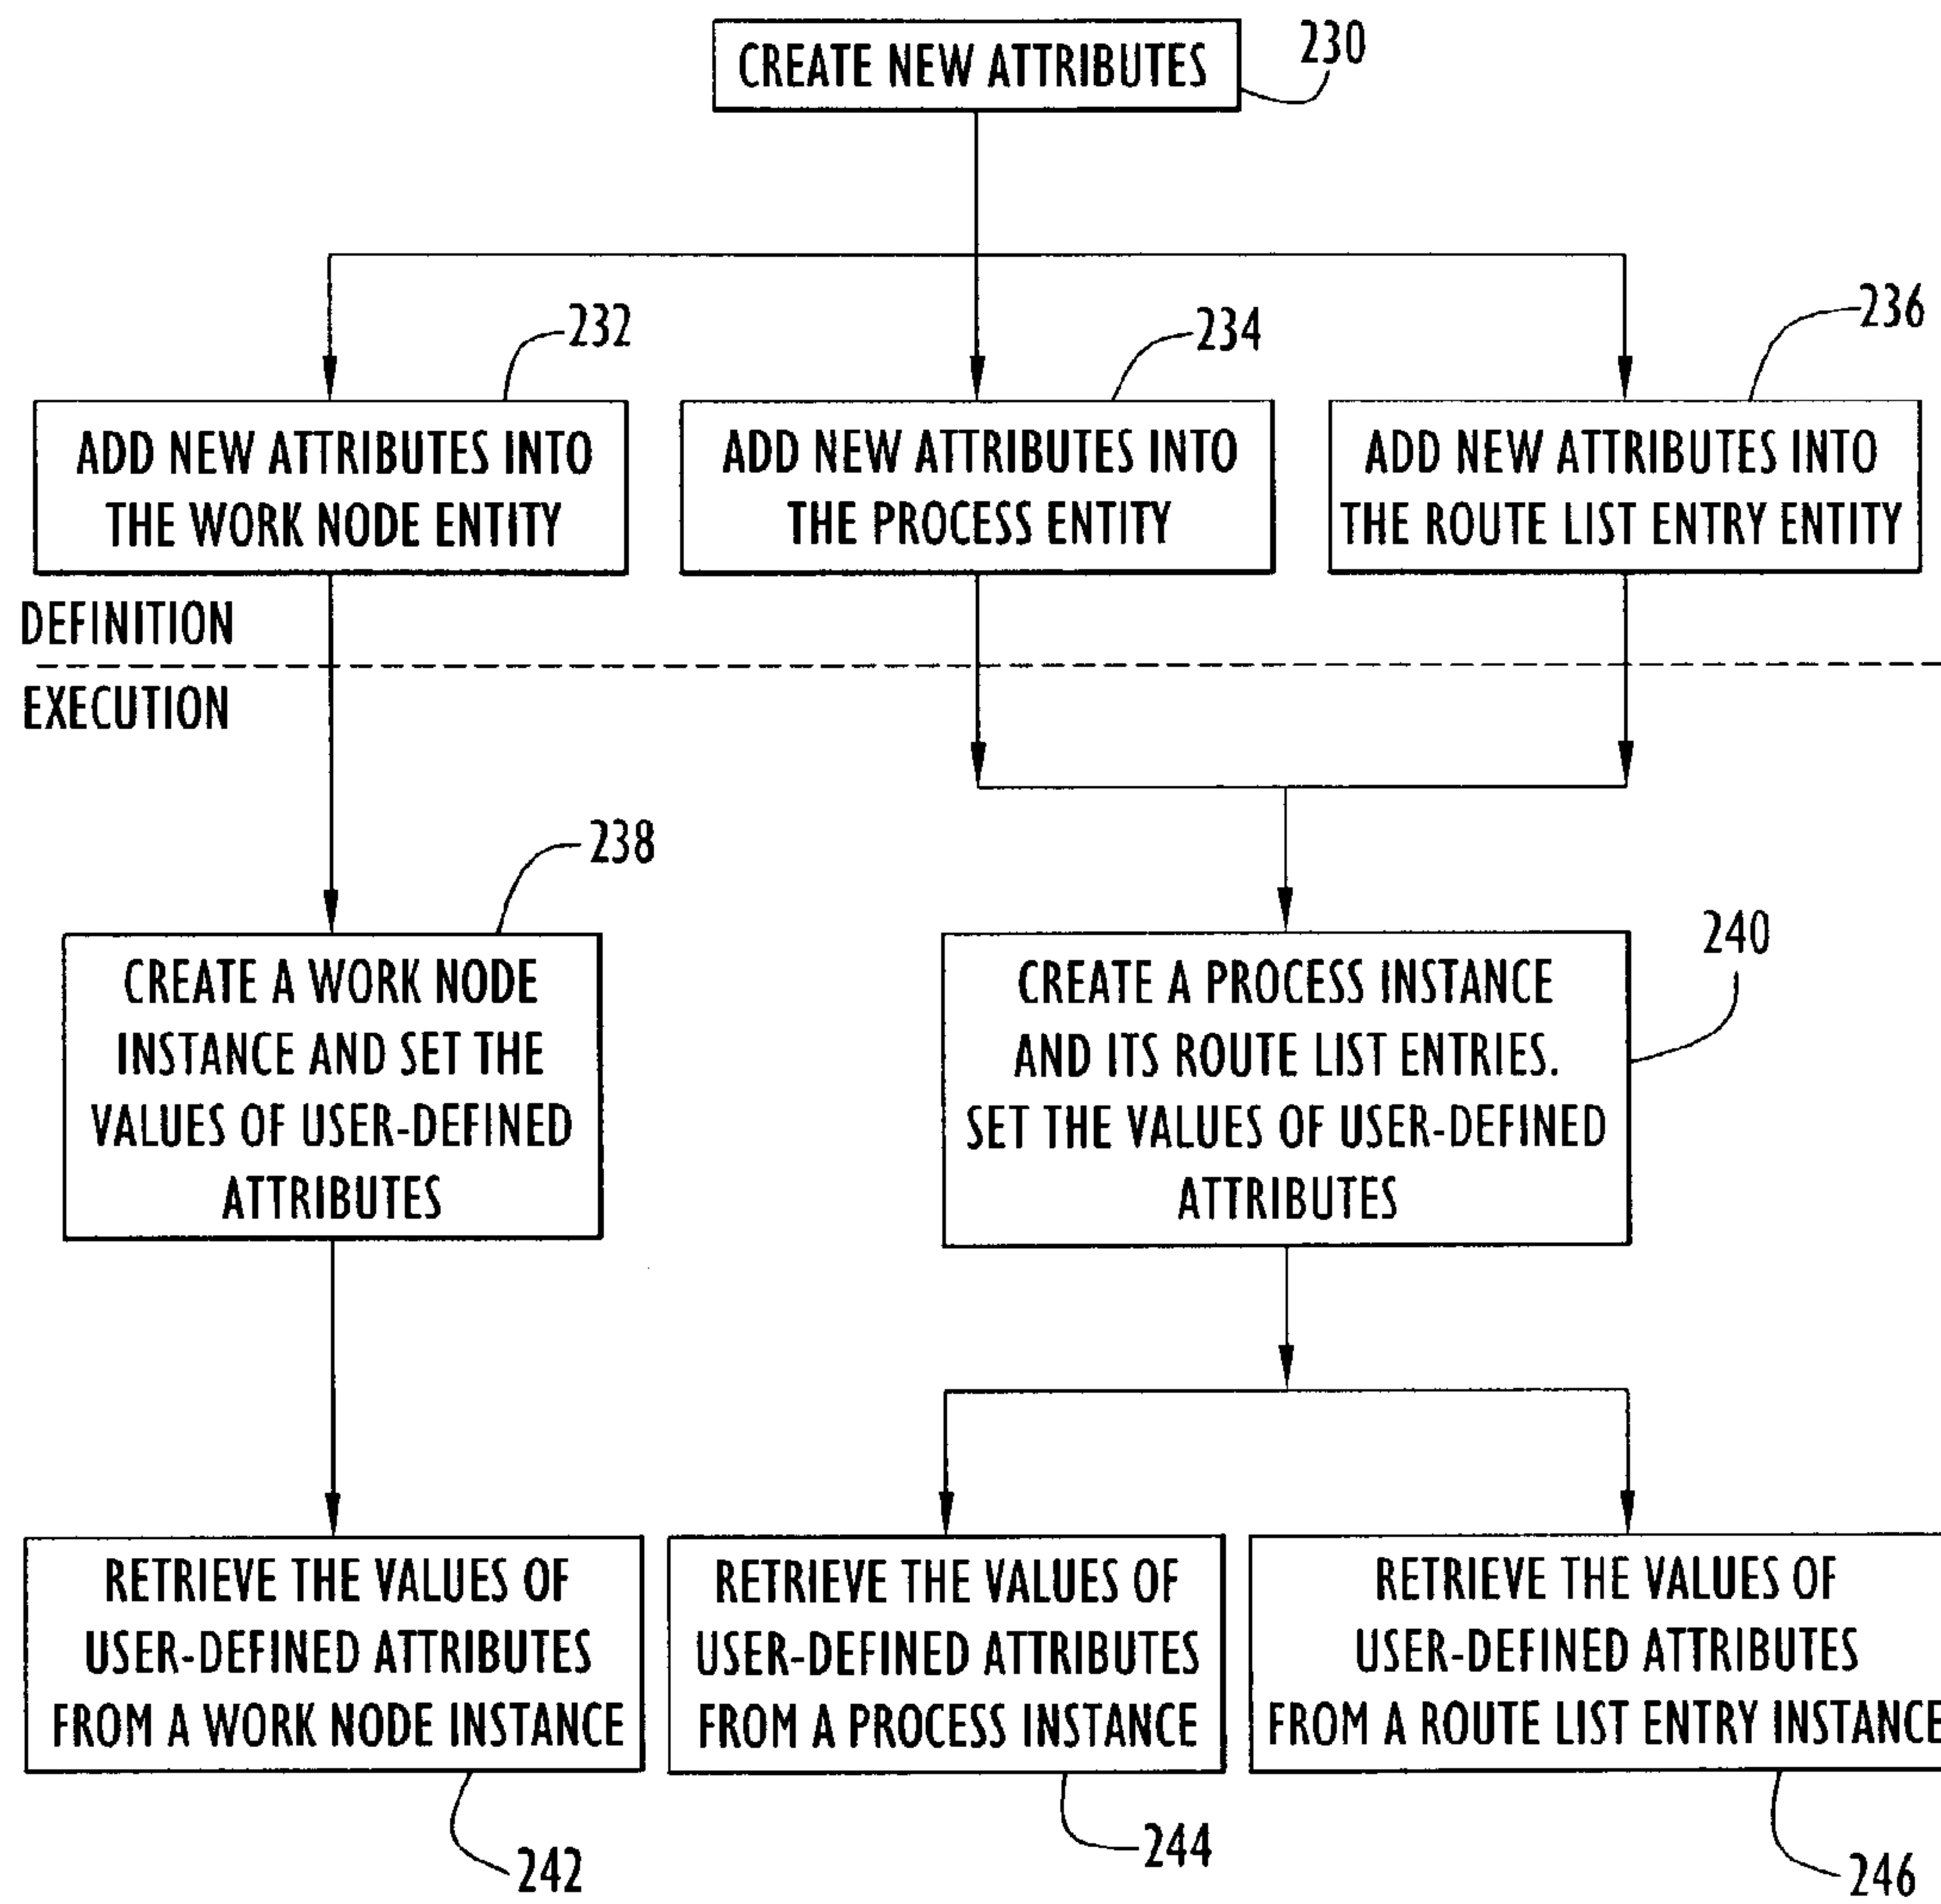 CREATE NEW ATTRIBUTES
230
232
234
236
ADD NEW ATTRIBUTES INTO
THE WORK NODE ENTITY
ADD NEW ATTRIBUTES INTO
THE PROCESS ENTITY
ADD NEW ATTRIBUTES INTO
THE ROUTE LIST ENTRY ENTITY
DEFINITION
EXECUTION
238
CREATE A WORK NODE
INSTANCE AND SET THE
VALUES OF USER-DEFINED
ATTRIBUTES
240
CREATE A PROCESS INSTANCE
AND ITS ROUTE LIST ENTRIES.
SET THE VALUES OF USER-DEFINED
ATTRIBUTES
RETRIEVE THE VALUES OF
USER-DEFINED ATTRIBUTES
FROM A WORK NODE INSTANCE
RETRIEVE THE VALUES OF
USER-DEFINED ATTRIBUTES
FROM A PROCESS INSTANCE
RETRIEVE THE VALUES OF
USER-DEFINED ATTRIBUTES
FROM A ROUTE LIST ENTRY INSTANCE
242
244
246